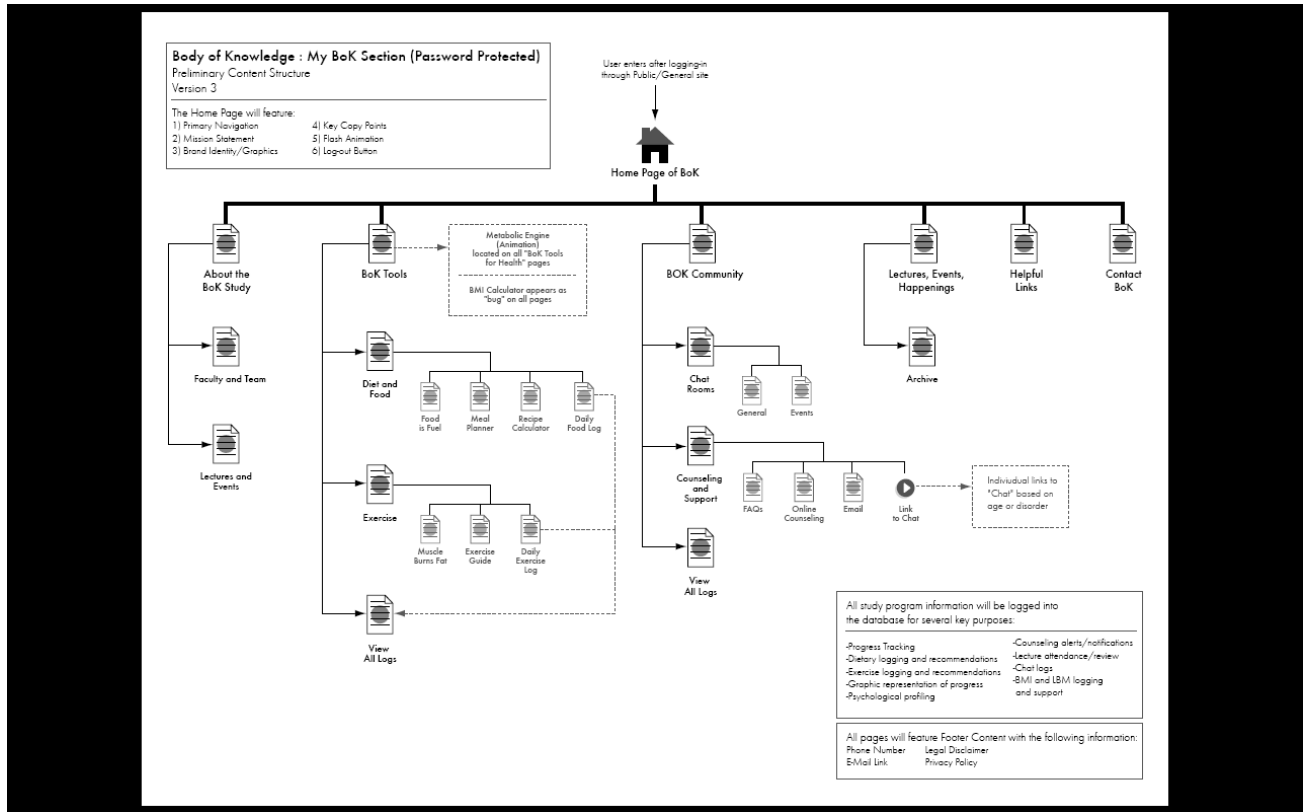 Body of Knowledge : My BoK Section (Password Protected)
Preliminary Content Structure
Version 3
The Home Page will feature:
1) Primary Navigation
2) Mission Statement
3) Brand Identity/Graphics
4) Key Copy Points
5) Flash Animation
6) Log-out Button
User enters after logging-in
through Public/General site
Home Page of BoK
About the
BoK Study
Faculty and Team
Lectures and
Events
BoK Tools
Metabolic Engine
(Animation)
located on all "BoK Tools
for Health" pages
BMI Calculator appears as
"bug" on all pages
Diet and
Food
Food
is Fuel
Meal
Planner
Recipe
Calculator
Daily
Food Log
Exercise
Muscle
Burns Fat
Exercise
Guide
Daily
Exercise
Log
View
All Logs
BOK Community
Chat
Rooms
General
Events
Counseling
and
Support
FAQs
Online
Counseling
Email
Link
to Chat
Indiviudual links to
"Chat" based on
age or disorder
View
All Logs
Lectures, Events,
Happenings
Archive
Helpful
Links
Contact
BoK
All study program information will be logged into
the database for several key purposes:
-Progress Tracking
-Dietary logging and recommendations
-Exercise logging and recommendations
-Graphic representation of progress
-Psychological profiling
-Counseling alerts/notifications
-Lecture attendance/review
-Chat logs
-BMI and LBM logging
and support
All pages will feature Footer Content with the following information:
Phone Number
E-Mail Link
Legal Disclaimer
Privacy Policy